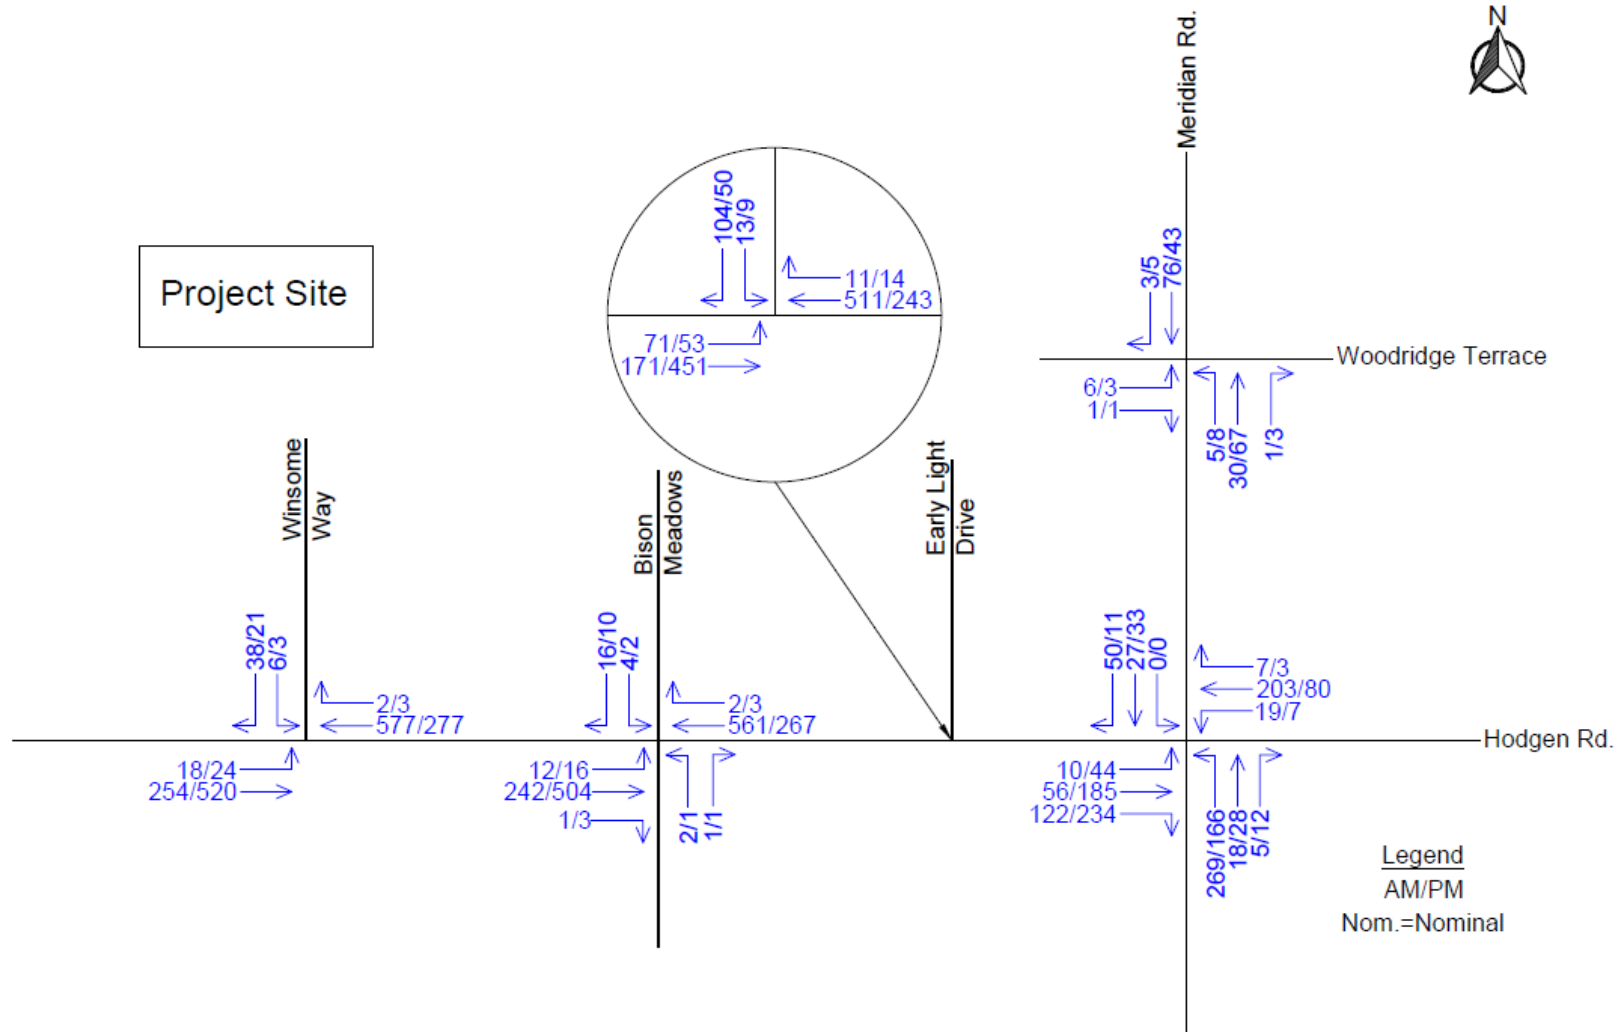 N
Meridian Rd.
Project Site
104/50
13/9
11/14
511/243
71/53
171/451
3/5
76/43
Woodridge Terrace
6/3
1/1
5/8
30/67
1/3
Winsome
Way
Bison
Meadows
Early Light
Drive
38/21
6/3
2/3
577/277
18/24
254/520
16/10
4/2
2/3
561/267
12/16
242/504
1/3
2/1
1/1
50/11
27/33
0/0
7/3
203/80
19/7
Hodgen Rd.
10/44
56/185
122/234
269/166
18/28
5/12
Legend
AM/PM
Nom.=Nominal